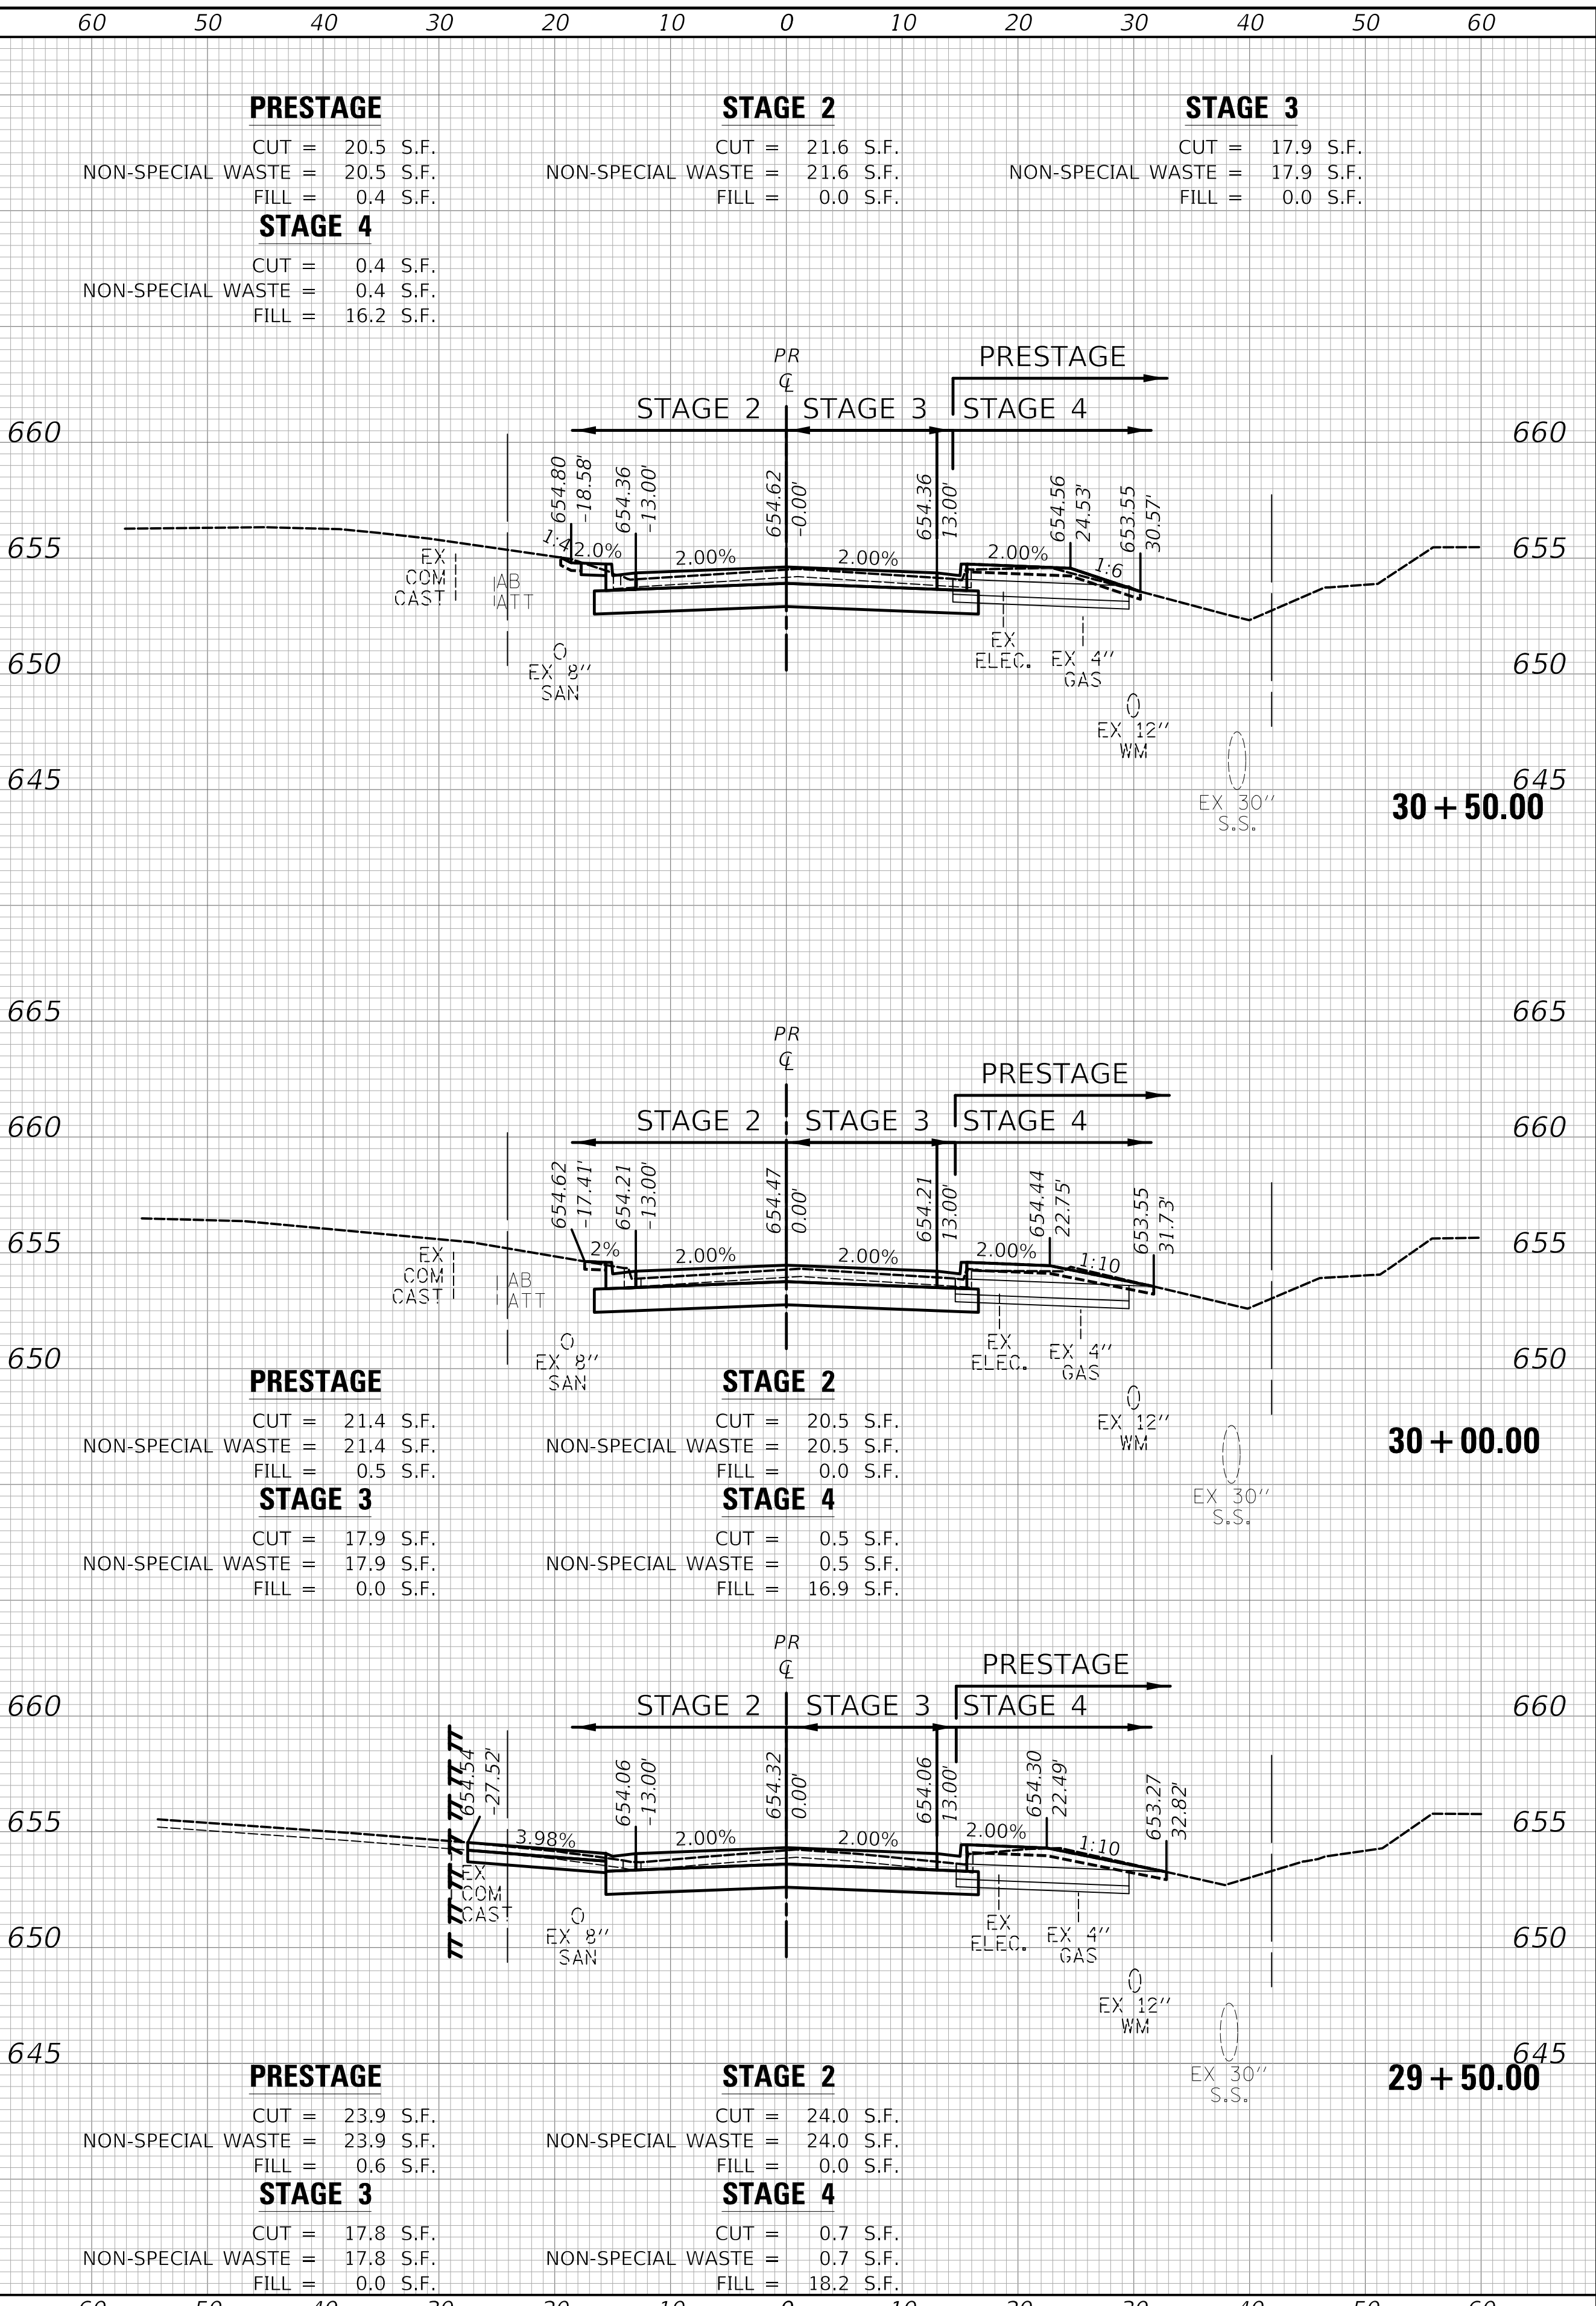 60 50 40 30 20 10 0 10 20 30 40 50 60
PRESTAGE
CUT = 20.5 S.F.
NON-SPECIAL WASTE = 20.5 S.F.
FILL = 0.4 S.F.
STAGE 2
CUT = 21.6 S.F.
NON-SPECIAL WASTE = 21.6 S.F.
FILL = 0.0 S.F.
STAGE 3
CUT = 17.9 S.F.
NON-SPECIAL WASTE = 17.9 S.F.
FILL = 0.0 S.F.
STAGE 4
CUT = 0.4 S.F.
NON-SPECIAL WASTE = 0.4 S.F.
FILL = 16.2 S.F.
PR
℄
PRESTAGE
STAGE 2 STAGE 3 STAGE 4
660 660
654.80
-18.58'
654.36
-13.00'
654.62
-0.00'
654.36
13.00'
654.56
24.53'
653.55
30.57'
655 655
1:4 2.0% 2.00% 2.00% 2.00% 1:6
EX
COM
CAST
AB
ATT
650 650
EX 8"
SAN
EX
ELEC.
EX 4"
GAS
EX 12"
WM
645 645
EX 30"
S.S.
30+50.00
665 665
PR
℄
PRESTAGE
660 660
STAGE 2 STAGE 3 STAGE 4
654.62
-17.41'
654.21
-13.00'
654.47
0.00'
654.21
13.00'
654.44
22.75'
653.55
31.73'
655 655
2% 2.00% 2.00% 2.00% 1:10
EX
COM
CAST
AB
ATT
650 650
EX 8"
SAN
EX
ELEC.
EX 4"
GAS
EX 12"
WM
EX 30"
S.S.
30+00.00
PRESTAGE
CUT = 21.4 S.F.
NON-SPECIAL WASTE = 21.4 S.F.
FILL = 0.5 S.F.
STAGE 2
CUT = 20.5 S.F.
NON-SPECIAL WASTE = 20.5 S.F.
FILL = 0.0 S.F.
STAGE 3
CUT = 17.9 S.F.
NON-SPECIAL WASTE = 17.9 S.F.
FILL = 0.0 S.F.
STAGE 4
CUT = 0.5 S.F.
NON-SPECIAL WASTE = 0.5 S.F.
FILL = 16.9 S.F.
PR
℄
PRESTAGE
660 660
STAGE 2 STAGE 3 STAGE 4
654.54
-27.52'
654.06
-13.00'
654.32
0.00'
654.06
13.00'
654.30
22.49'
653.27
32.82'
655 655
3.98% 2.00% 2.00% 2.00% 1:10
EX
COM
CAST
650 650
EX 8"
SAN
EX
ELEC.
EX 4"
GAS
EX 12"
WM
645 645
EX 30"
S.S.
29+50.00
PRESTAGE
CUT = 23.9 S.F.
NON-SPECIAL WASTE = 23.9 S.F.
FILL = 0.6 S.F.
STAGE 2
CUT = 24.0 S.F.
NON-SPECIAL WASTE = 24.0 S.F.
FILL = 0.0 S.F.
STAGE 3
CUT = 17.8 S.F.
NON-SPECIAL WASTE = 17.8 S.F.
FILL = 0.0 S.F.
STAGE 4
CUT = 0.7 S.F.
NON-SPECIAL WASTE = 0.7 S.F.
FILL = 18.2 S.F.
60 50 40 30 20 10 0 10 20 30 40 50 60